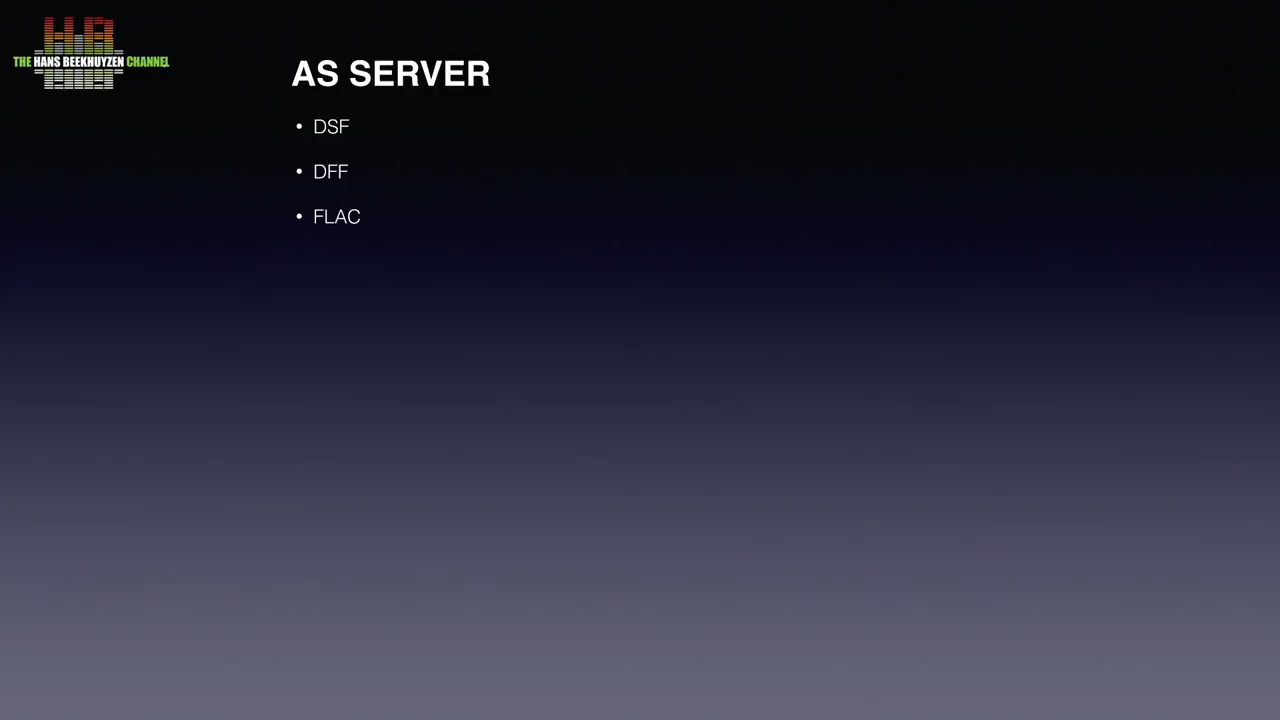 THE HANS BEEKHUYZEN CHANNEL
AS SERVER
• DSF
• DFF
• FLAC